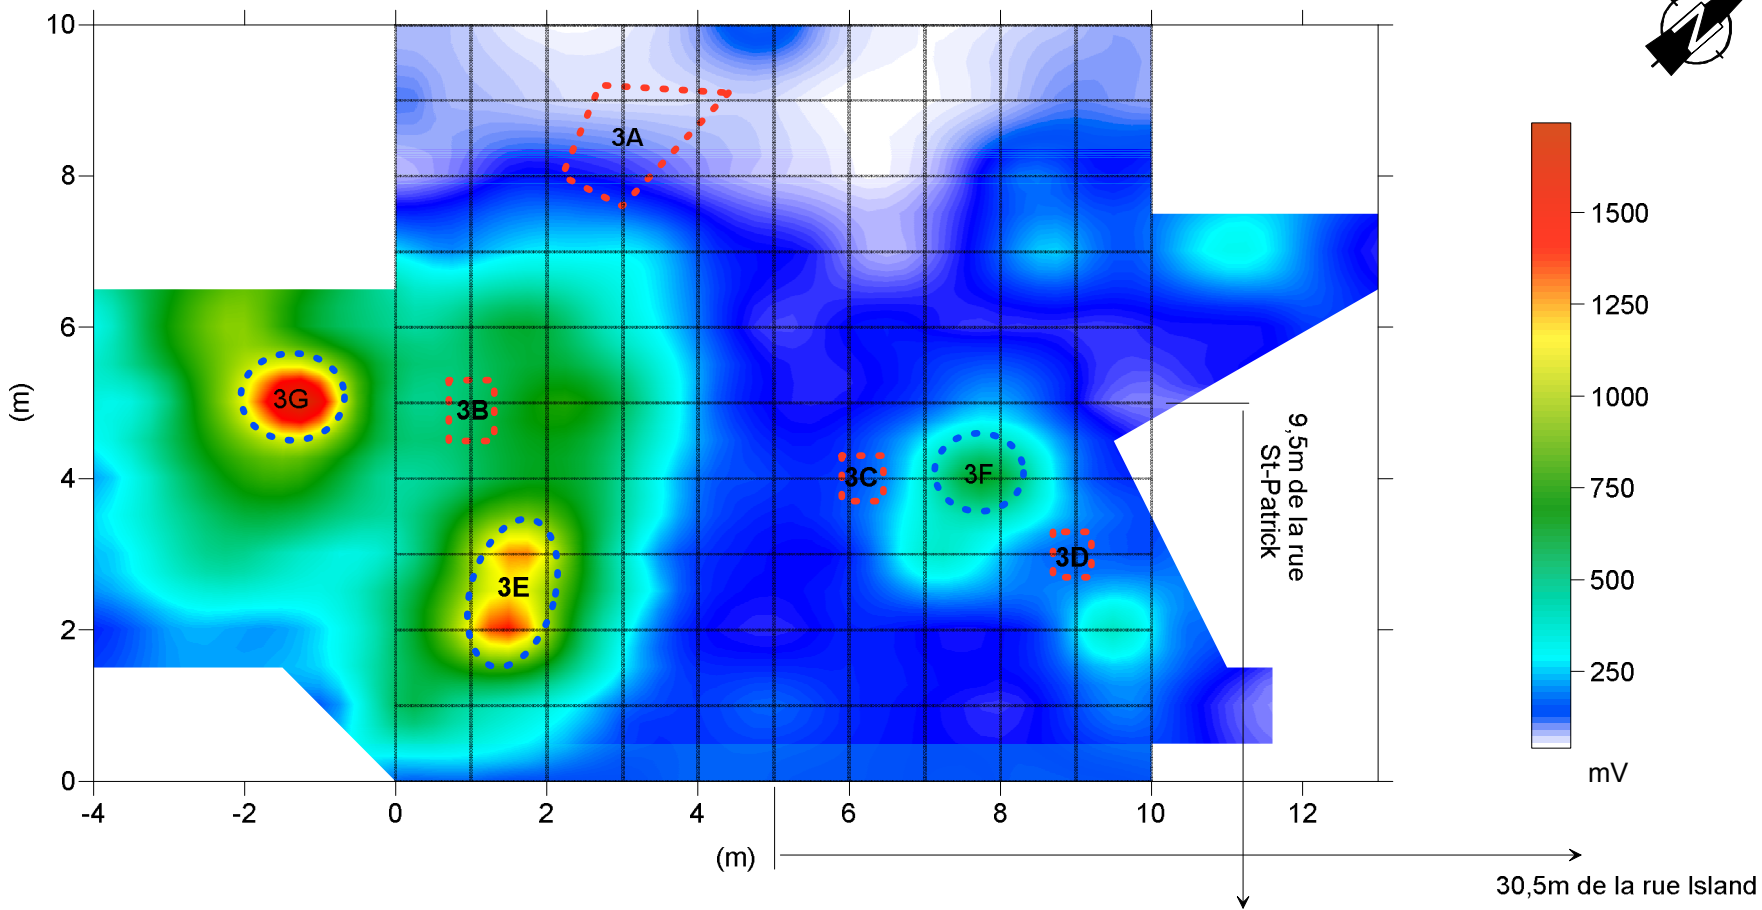 10
8
6
4
2
0
(m)
-4 -2 0 2 4 6 8 10 12
(m)
3A
3B
3C
3D
3E
3F
3G
9,5m de la rue
St-Patrick
30,5m de la rue Island
1500
1250
1000
750
500
250
mV
N